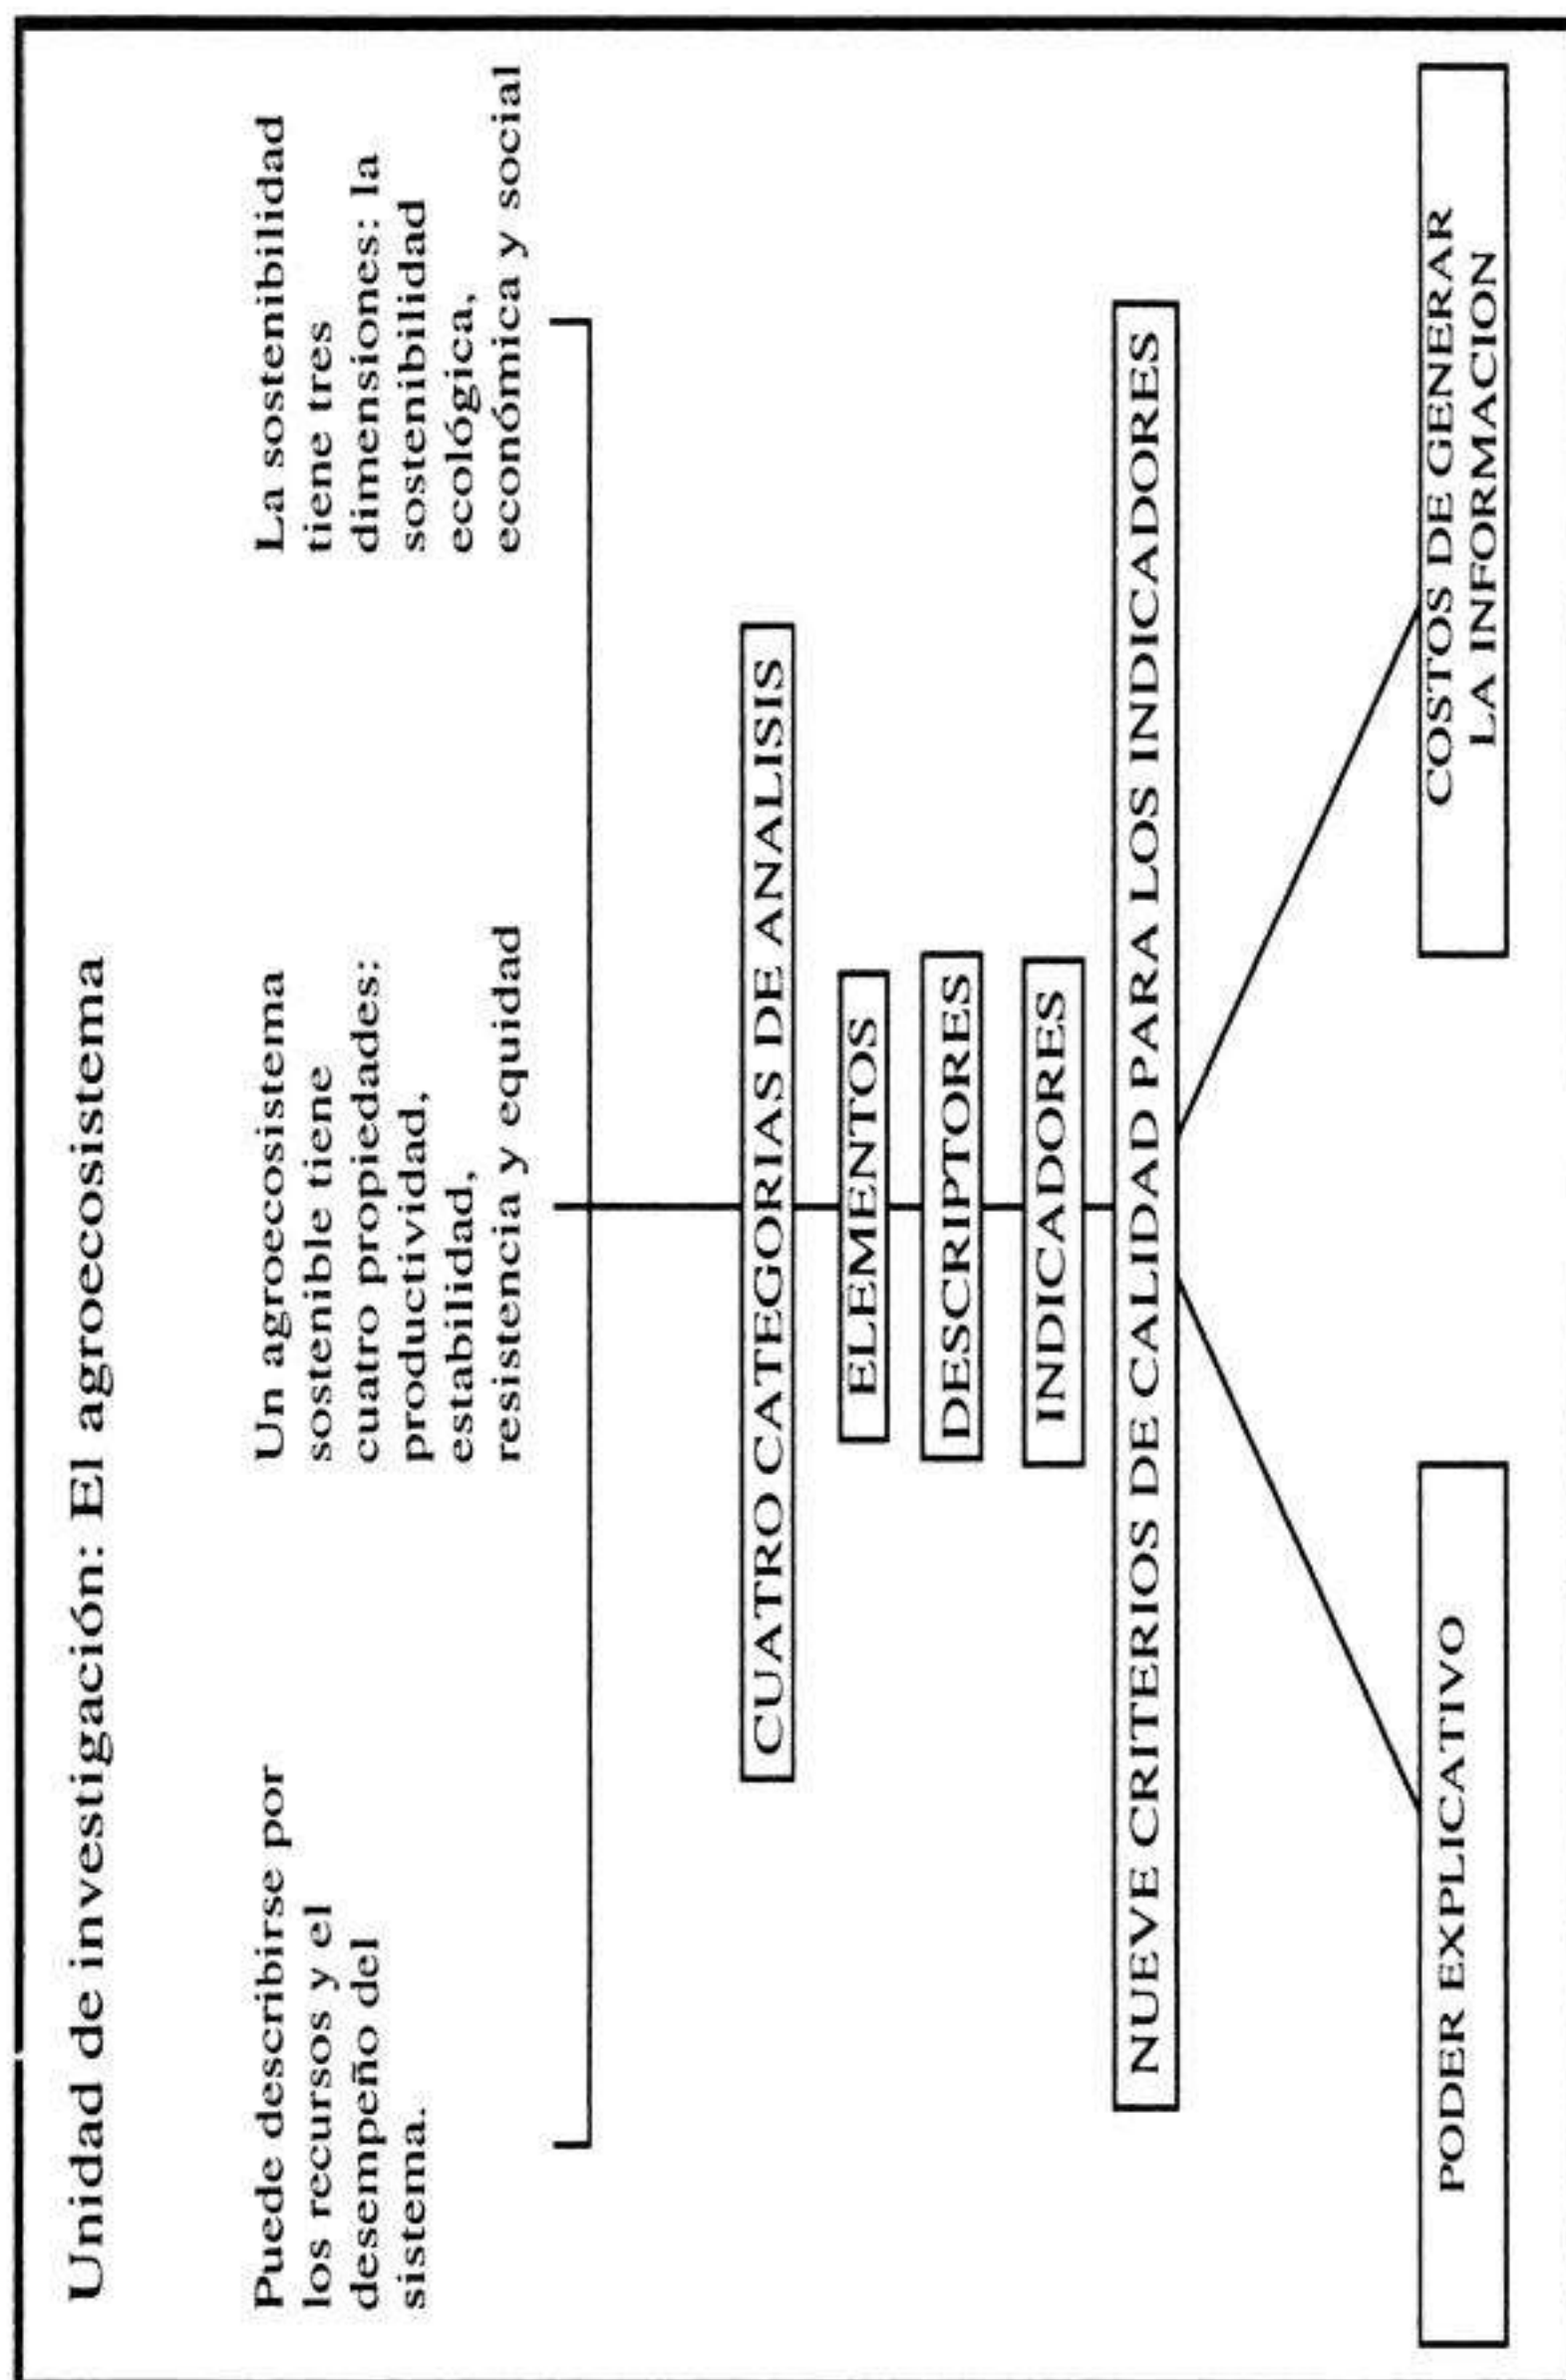 Unidad de investigación: El agroecosistema
Puede describirse por
los recursos y el
desempeño del
sistema.
Un agroecosistema
sostenible tiene
cuatro propiedades:
productividad,
estabilidad,
resistencia y equidad
La sostenibilidad
tiene tres
dimensiones: la
sostenibilidad
ecológica,
económica y social
CUATRO CATEGORIAS DE ANALISIS
ELEMENTOS
DESCRIPTORES
INDICADORES
NUEVE CRITERIOS DE CALIDAD PARA LOS INDICADORES
PODER EXPLICATIVO
COSTOS DE GENERAR
LA INFORMACION